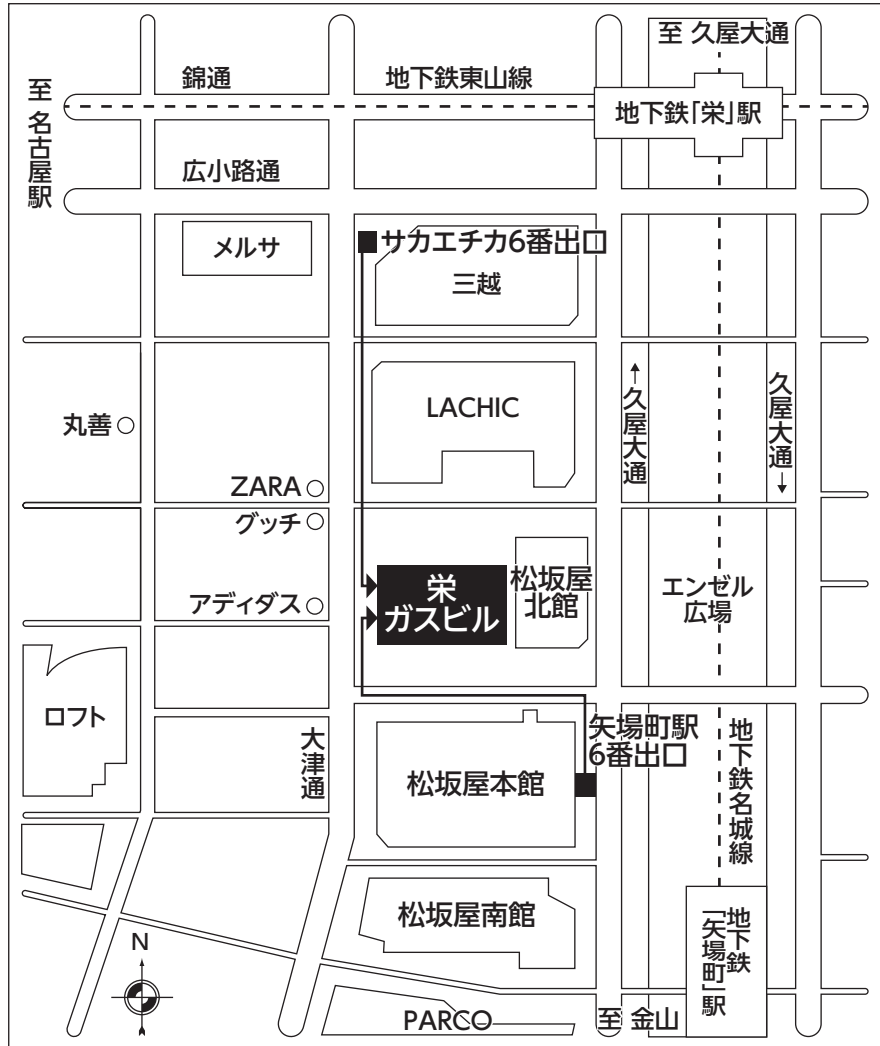 至 久屋大通
錦通
地下鉄東山線
至 名古屋駅
地下鉄「栄」駅
広小路通
メルサ
サカエチカ6番出口
三越
LACHIC
↑久屋大通
久屋大通↓
丸善
ZARA
グッチ
アディダス
栄
ガスビル
松坂屋
北館
エンゼル
広場
ロフト
大津通
松坂屋本館
矢場町駅
6番出口
地下鉄名城線
松坂屋南館
地下鉄
「矢場町」駅
N
PARCO
至 金山